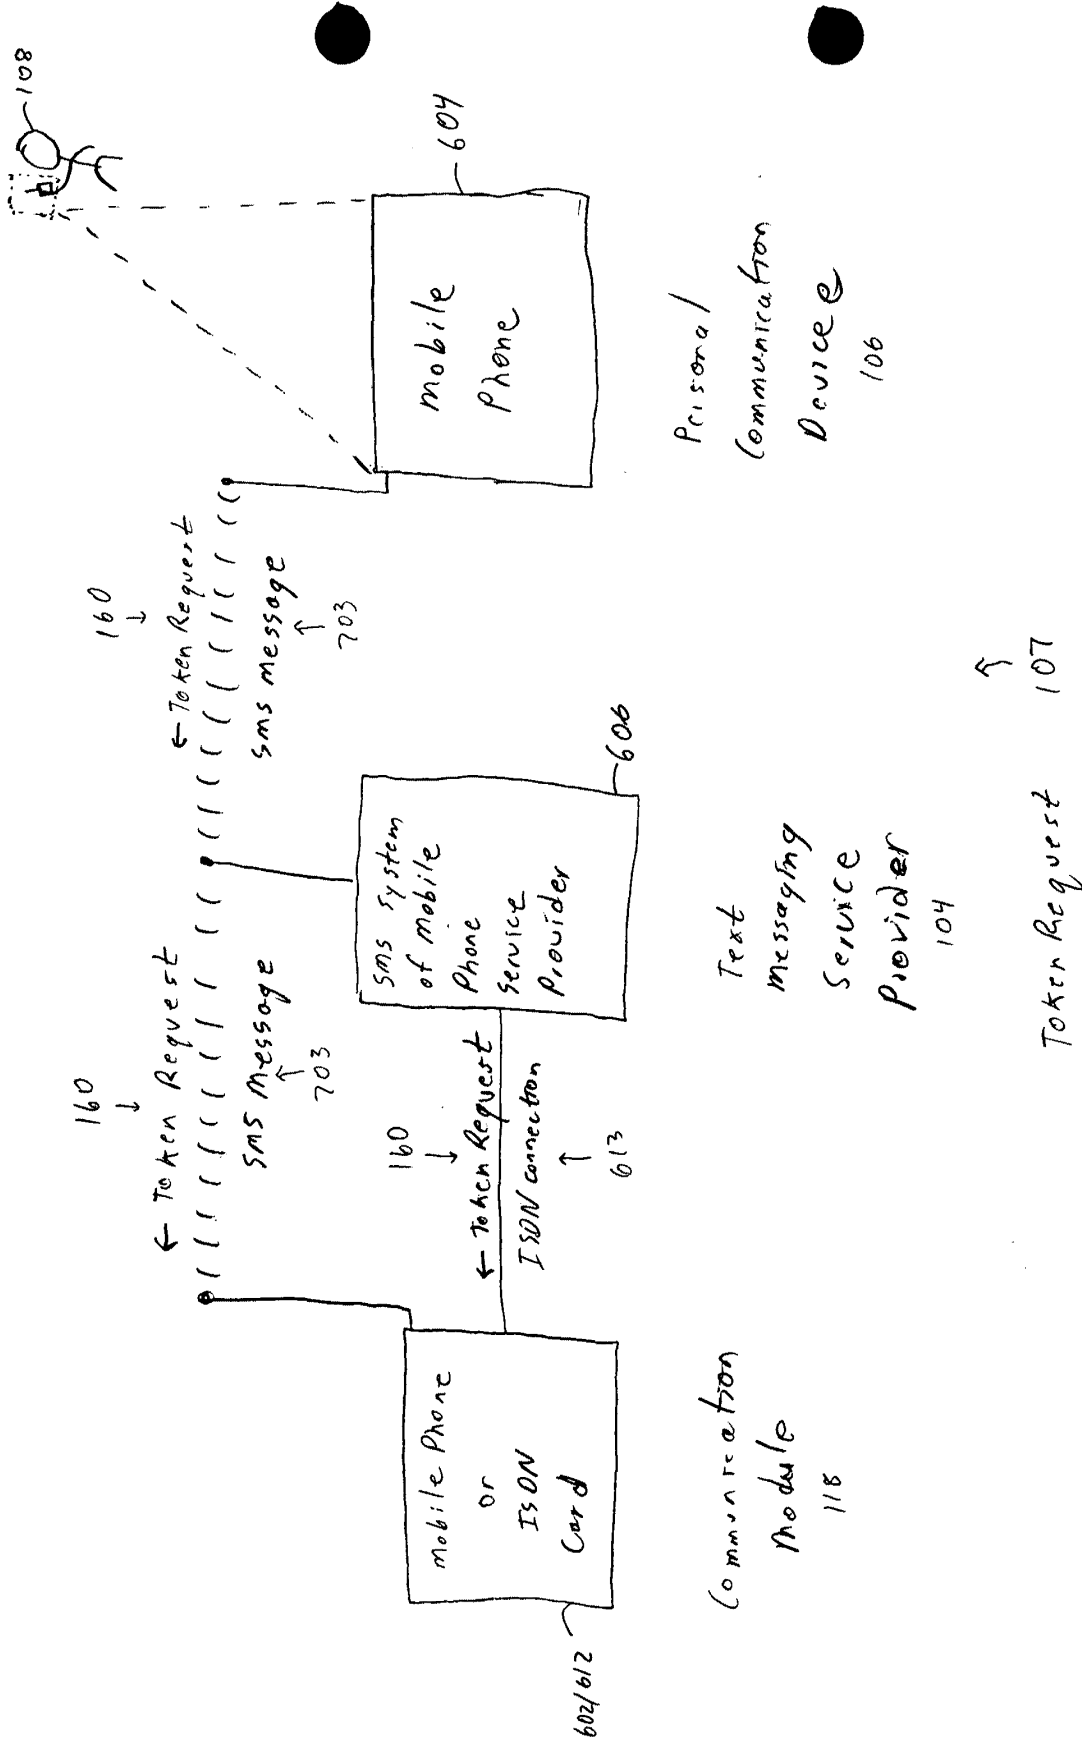 108
160
↓
← Token Request
SMS Message
↑
703
160
↓
← Token Request
SMS Message
↑
703
602/612
Mobile Phone
or
ISDN
Card
160
↓
← Token Request
ISDN connection
↑
613
SMS System
of Mobile
Phone
Service
Provider
606
Mobile
Phone
604
Communication
Module
118
Text
Messaging
Service
Provider
104
Personal
Communication
Device
106
Token Request
107